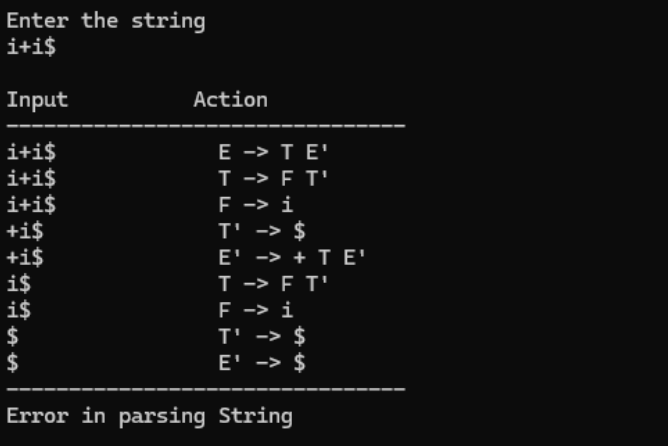 Enter the string
i+i$
Input Action
--------------------------------
i+i$ E -> T E'
i+i$ T -> F T'
i+i$ F -> i
+i$ T' -> $
+i$ E' -> + T E'
i$ T -> F T'
i$ F -> i
$ T' -> $
$ E' -> $
--------------------------------
Error in parsing String